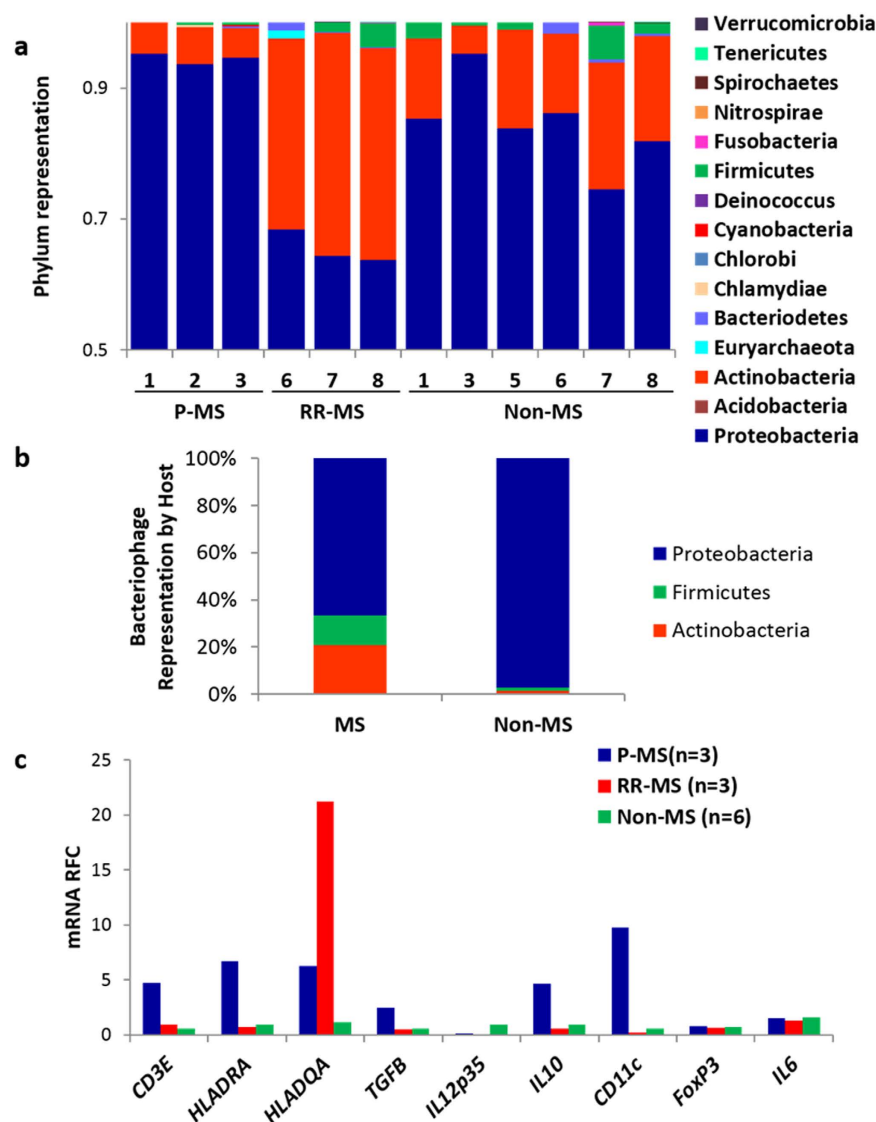 a
Phylum representation
0.9
0.7
0.5
1 2 3 6 7 8 1 3 5 6 7 8
P-MS RR-MS Non-MS
Verrucomicrobia
Tenericutes
Spirochaetes
Nitrospirae
Fusobacteria
Firmicutes
Deinococcus
Cyanobacteria
Chlorobi
Chlamydiae
Bacteriodetes
Euryarchaeota
Actinobacteria
Acidobacteria
Proteobacteria
b
Bacteriophage
Representation by Host
100%
80%
60%
40%
20%
0%
MS Non-MS
Proteobacteria
Firmicutes
Actinobacteria
c
mRNA RFC
25
20
15
10
5
0
P-MS(n=3)
RR-MS (n=3)
Non-MS (n=6)
CD3E HLADRA HLADQA TGFB IL12p35 IL10 CD11c FoxP3 IL6